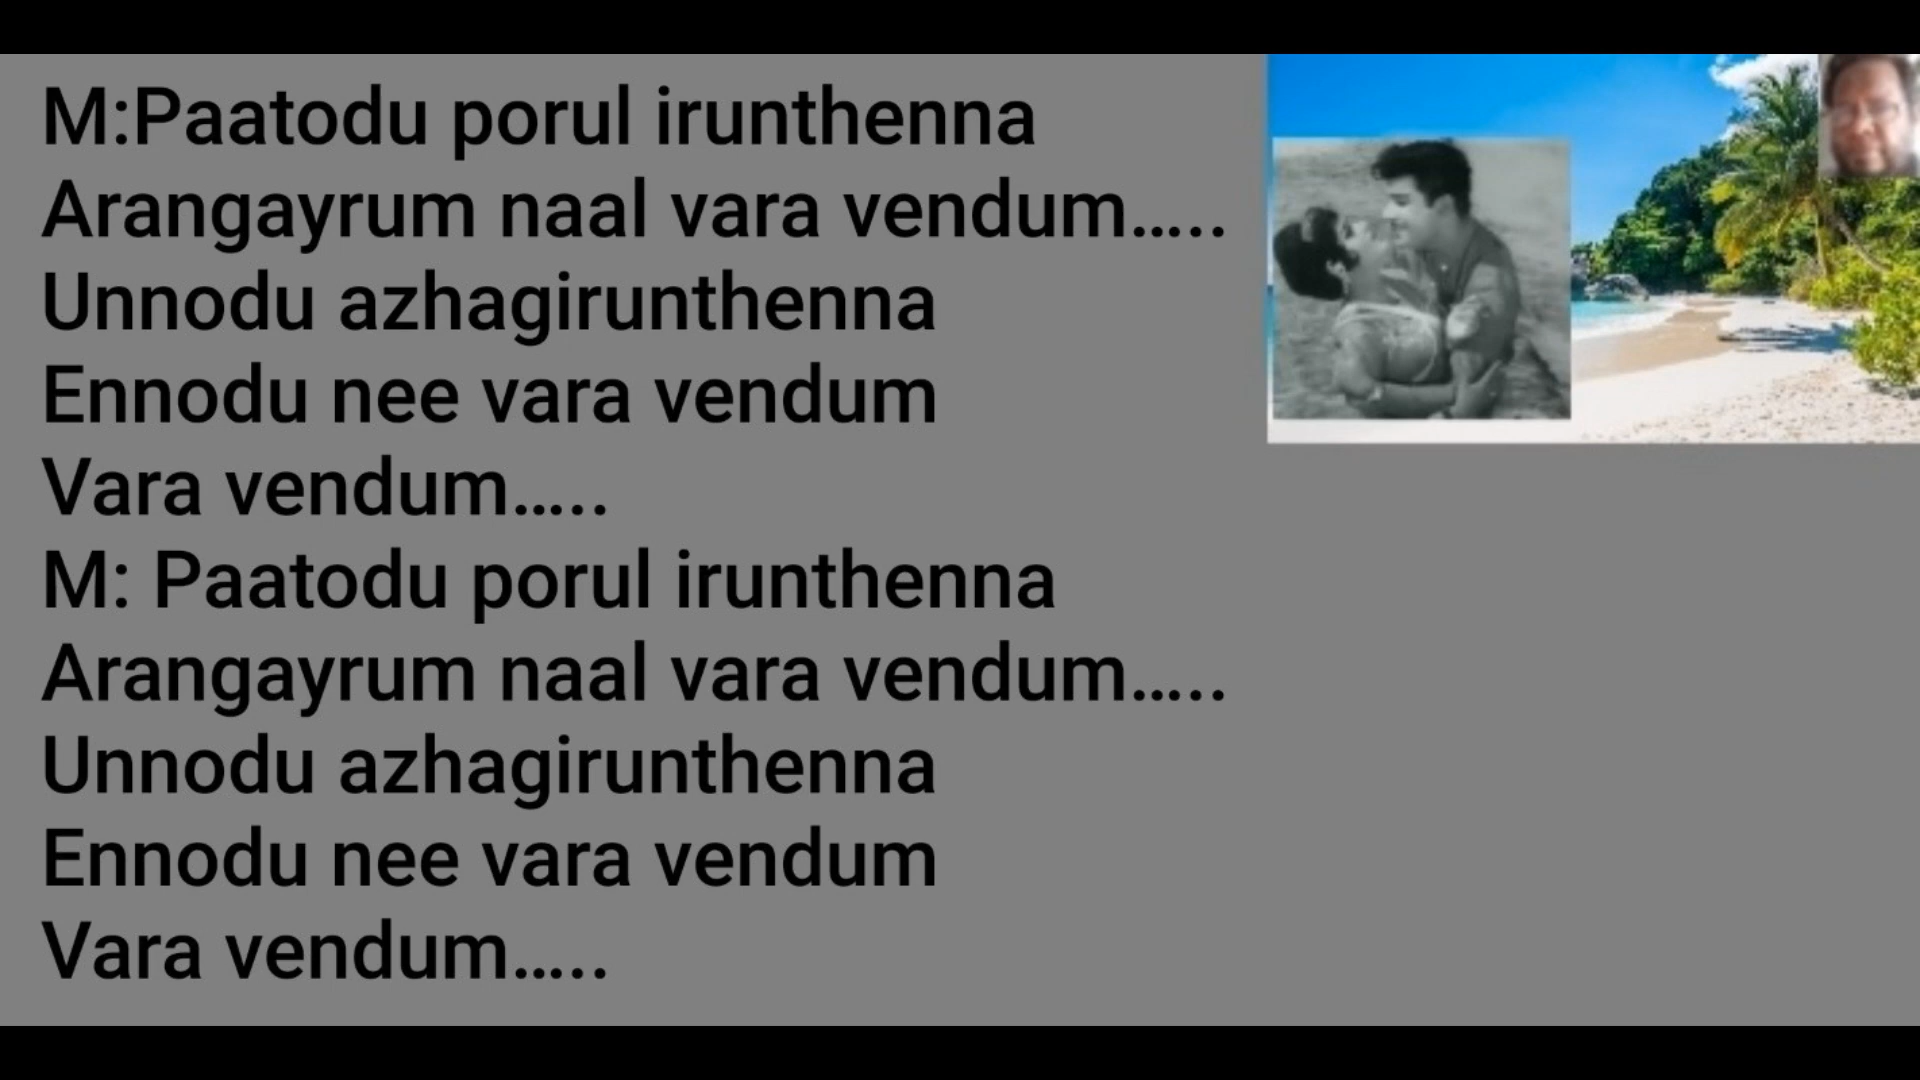 M:Paatodu porul irunthenna
Arangayrum naal vara vendum.....
Unnodu azhagirunthenna
Ennodu nee vara vendum
Vara vendum.....
M: Paatodu porul irunthenna
Arangayrum naal vara vendum.....
Unnodu azhagirunthenna
Ennodu nee vara vendum
Vara vendum.....